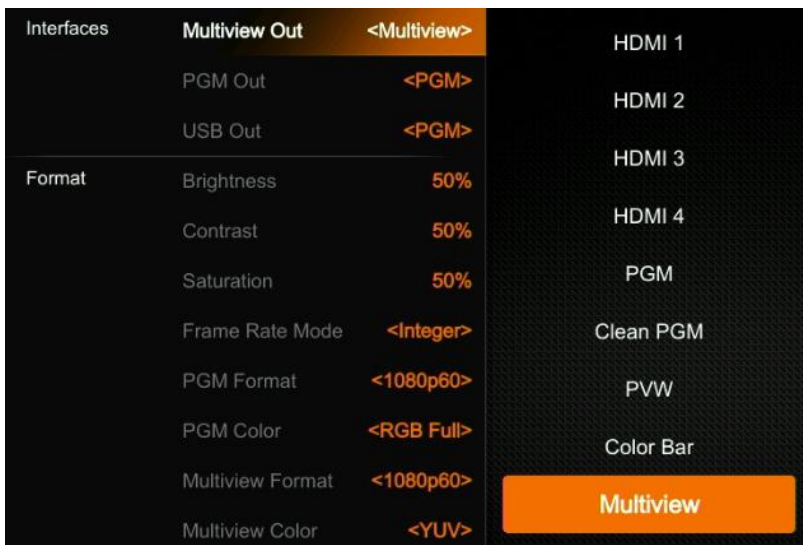 Interfaces
Multiview Out <Multiview>
PGM Out <PGM>
USB Out <PGM>
Format
Brightness 50%
Contrast 50%
Saturation 50%
Frame Rate Mode <Integer>
PGM Format <1080p60>
PGM Color <RGB Full>
Multiview Format <1080p60>
Multiview Color <YUV>
HDMI 1
HDMI 2
HDMI 3
HDMI 4
PGM
Clean PGM
PVW
Color Bar
Multiview